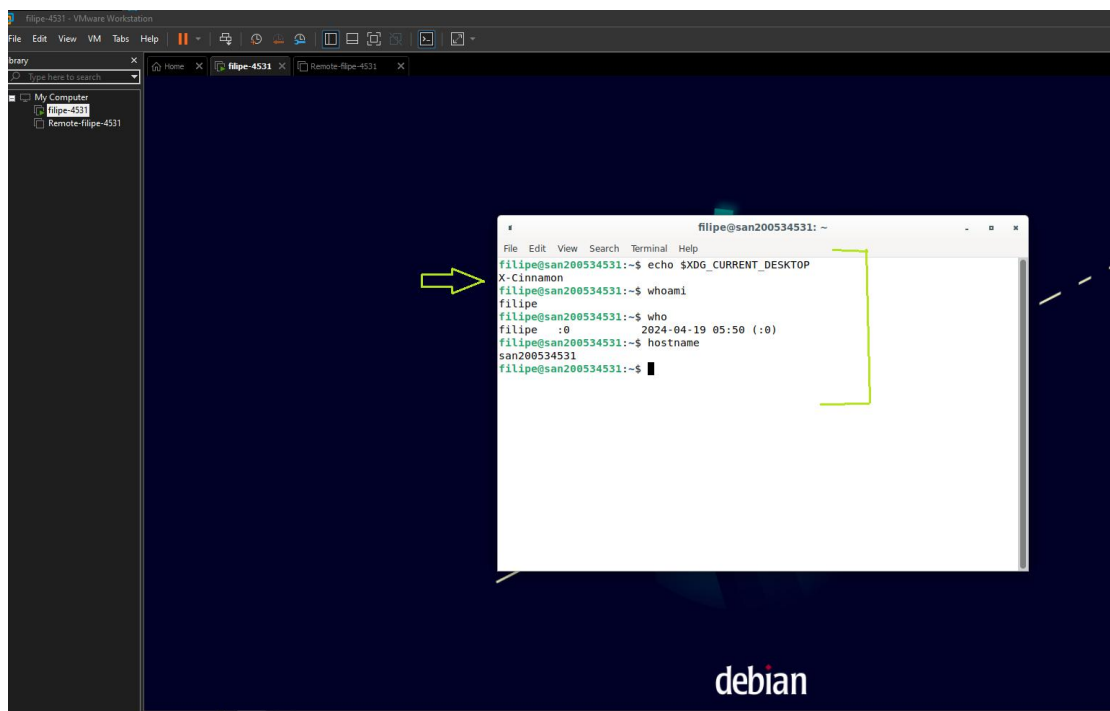 filipe-4531 - VMware Workstation
File Edit View VM Tabs Help
brary
Type here to search
My Computer
filipe-4531
Remote-filipe-4531
Home filipe-4531 Remote-filipe-4531
filipe@san200534531: ~
File Edit View Search Terminal Help
filipe@san200534531:~$ echo $XDG_CURRENT_DESKTOP
X-Cinnamon
filipe@san200534531:~$ whoami
filipe
filipe@san200534531:~$ who
filipe :0 2024-04-19 05:50 (:0)
filipe@san200534531:~$ hostname
san200534531
filipe@san200534531:~$
debian